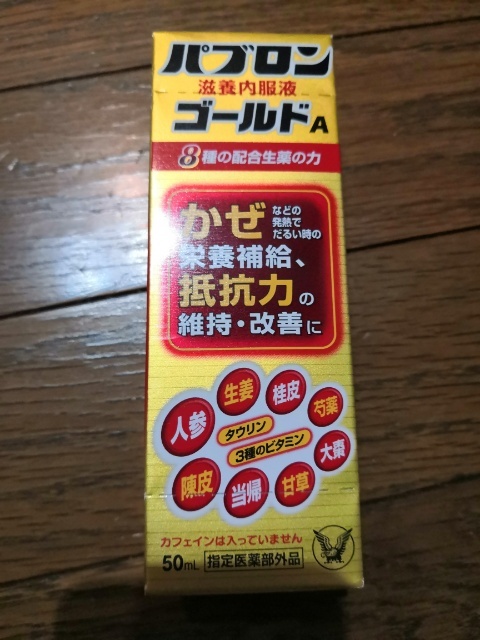 パブロン
滋養内服液
ゴールドA
8種の配合生薬の力
かぜなどの発熱でだるい時の
栄養補給、
抵抗力の
維持・改善に
生姜
桂皮
人参
芍薬
タウリン
3種のビタミン
大棗
陳皮
当帰
甘草
カフェインは入っていません
50mL 指定医薬部外品